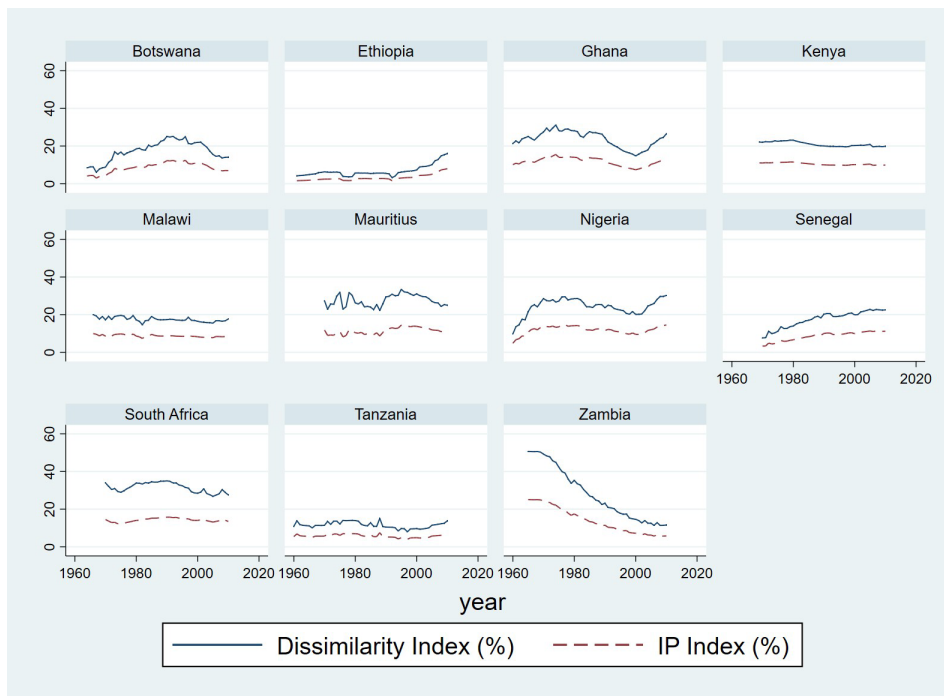 Botswana Ethiopia Ghana Kenya
60
40
20
0
Malawi Mauritius Nigeria Senegal
60
40
20
0
1960 1980 2000 2020
South Africa Tanzania Zambia
60
40
20
0
1960 1980 2000 2020 1960 1980 2000 2020 1960 1980 2000 2020
year
Dissimilarity Index (%) IP Index (%)